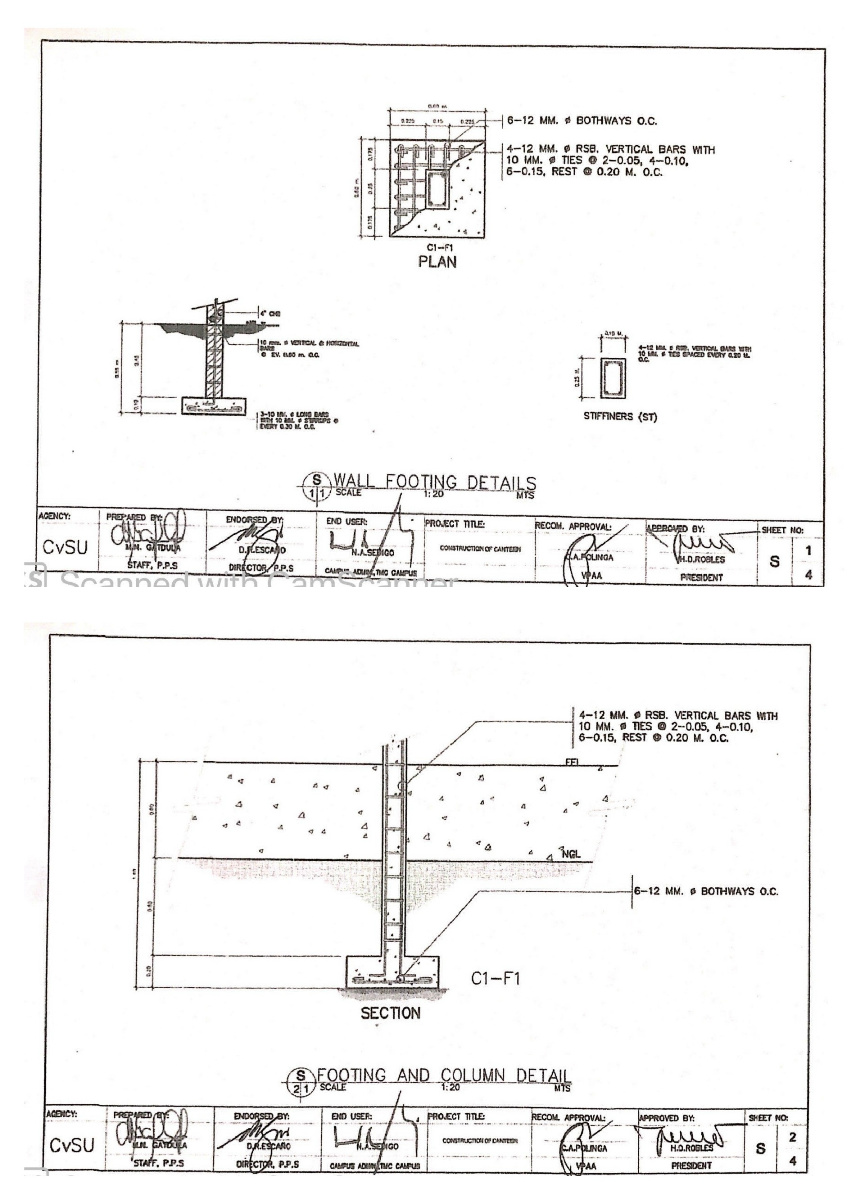 0.60 m.
0.225 0.15 0.225
6-12 MM. ø BOTHWAYS O.C.
4-12 MM. ø RSB. VERTICAL BARS WITH
10 MM. ø TIES @ 2-0.05, 4-0.10,
6-0.15, REST @ 0.20 M. O.C.
0.60 m.
0.175
0.25
0.175
C1-F1
PLAN
4" CHB
10 mm. ø VERTICAL @ HORIZONTAL
BARS
@ EV. 0.60 m. O.C.
0.40
0.10
3-10 MM. ø LONG BARS
WITH 10 MM. ø STIRRUPS @
EVERY 0.30 M. O.C.
0.15 M.
4-12 MM. ø RSB. VERTICAL BARS WITH
10 MM. ø TIES SPACED EVERY 0.20 M.
O.C.
0.25 M.
STIFFINERS (ST)
S
1 1
WALL FOOTING DETAILS
SCALE 1:20 MTS
AGENCY: PREPARED BY: ENDORSED BY: END USER: PROJECT TITLE: RECOM. APPROVAL: APPROVED BY: SHEET NO:
CvSU M.N. GATDULA D.R.ESCANO N.A.SEDIGO CONSTRUCTION OF CANTEEN C.A.POLINGA H.D.ROBLES S 1
STAFF, P.P.S DIRECTOR, P.P.S CAMPUS ADMIN, TMC CAMPUS VPAA PRESIDENT 4
CS Scanned with CamScanner
4-12 MM. ø RSB. VERTICAL BARS WITH
10 MM. ø TIES @ 2-0.05, 4-0.10,
6-0.15, REST @ 0.20 M. O.C.
FFL
0.60
NGL
0.60
6-12 MM. ø BOTHWAYS O.C.
0.20
C1-F1
SECTION
S
2 1
FOOTING AND COLUMN DETAIL
SCALE 1:20 MTS
AGENCY: PREPARED BY: ENDORSED BY: END USER: PROJECT TITLE: RECOM. APPROVAL: APPROVED BY: SHEET NO:
CvSU M.N. GATDULA D.R.ESCANO N.A.SEDIGO CONSTRUCTION OF CANTEEN C.A.POLINGA H.D.ROBLES S 2
STAFF, P.P.S DIRECTOR, P.P.S CAMPUS ADMIN, TMC CAMPUS VPAA PRESIDENT 4